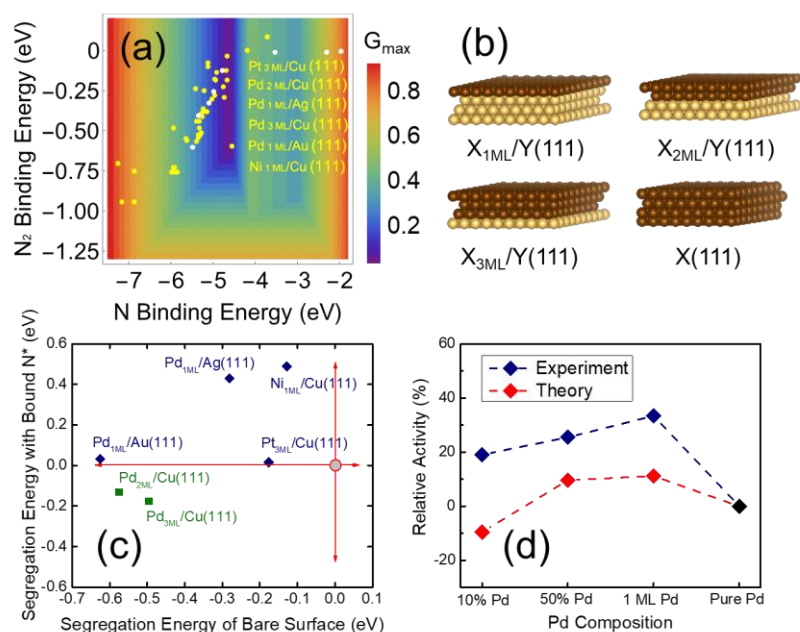 (a)
G_max
N₂ Binding Energy (eV)
0
−0.25
−0.50
−0.75
−1.00
−1.25
Pt 3 ML/Cu (111)
Pd 2 ML/Cu (111)
Pd 1 ML/Ag (111)
Pd 3 ML/Cu (111)
Pd 1 ML/Au (111)
Ni 1 ML/Cu (111)
0.8
0.6
0.4
0.2
−7 −6 −5 −4 −3 −2
N Binding Energy (eV)
(b)
X1ML/Y(111)
X2ML/Y(111)
X3ML/Y(111)
X(111)
Segregation Energy with Bound N* (eV)
0.6
0.4
0.2
0.0
-0.2
-0.4
-0.6
Pd1ML/Ag(111)
Ni1ML/Cu(111)
Pd1ML/Au(111)
Pt3ML/Cu(111)
Pd2ML/Cu(111)
Pd3ML/Cu(111)
(c)
-0.7 -0.6 -0.5 -0.4 -0.3 -0.2 -0.1 0.0 0.1
Segregation Energy of Bare Surface (eV)
Relative Activity (%)
60
40
20
0
-20
Experiment
Theory
(d)
10% Pd 50% Pd 1 ML Pd Pure Pd
Pd Composition